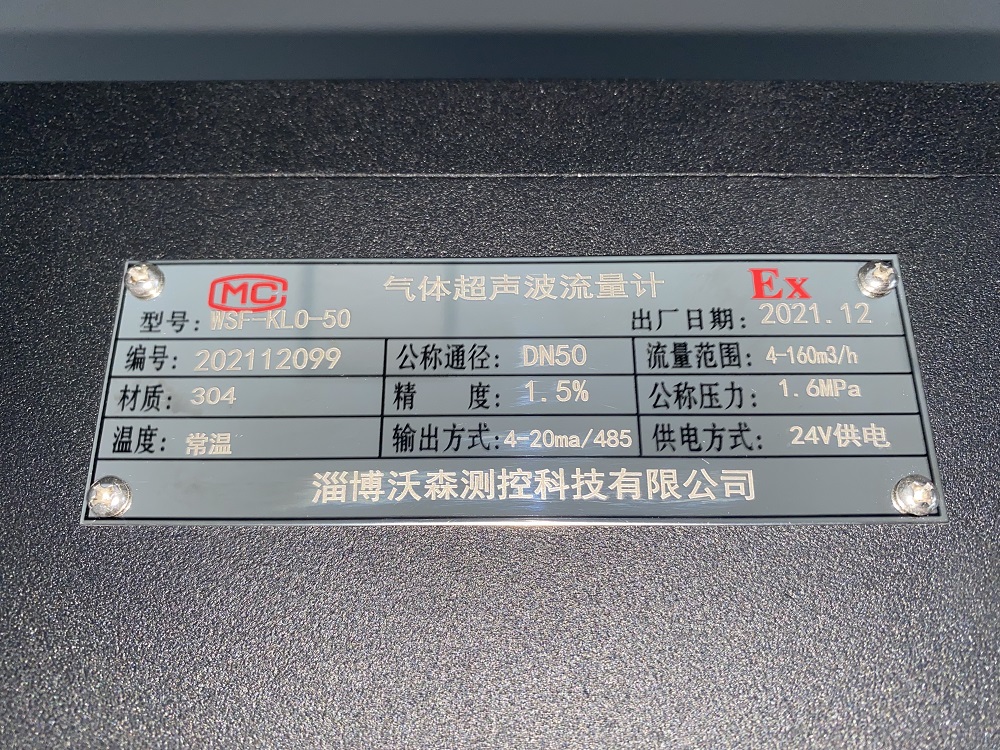 MC 气体超声波流量计 Ex
型号: WSF-KLO-50 出厂日期: 2021.12
编号: 202112099 公称通径: DN50 流量范围: 4-160m3/h
材质: 304 精 度: 1.5% 公称压力: 1.6MPa
温度: 常温 输出方式: 4-20ma/485 供电方式: 24V供电
淄博沃森测控科技有限公司